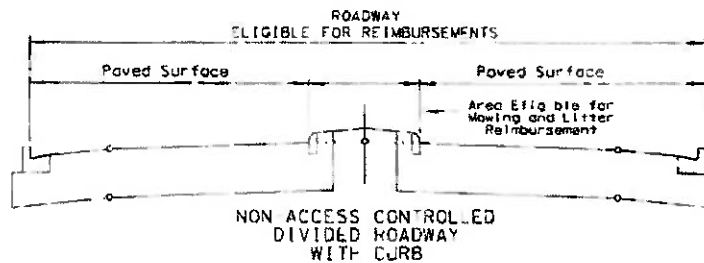 ROADWAY
ELIGIBLE FOR REIMBURSEMENTS
Paved Surface
Paved Surface
Area Eligible for
Mowing and Litter
Reimbursement
NON ACCESS CONTROLLED
DIVIDED ROADWAY
WITH CURB